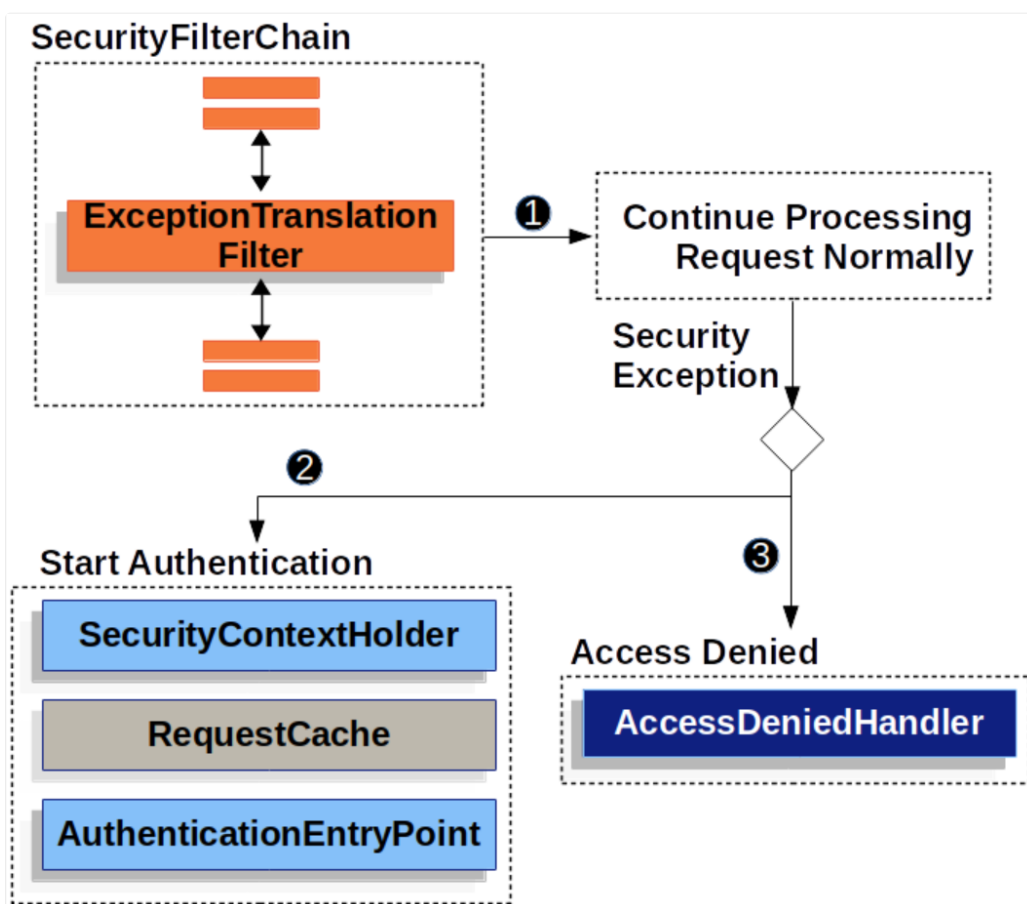 SecurityFilterChain
ExceptionTranslation
Filter
1
Continue Processing
Request Normally
Security
Exception
2
Start Authentication
SecurityContextHolder
RequestCache
AuthenticationEntryPoint
3
Access Denied
AccessDeniedHandler